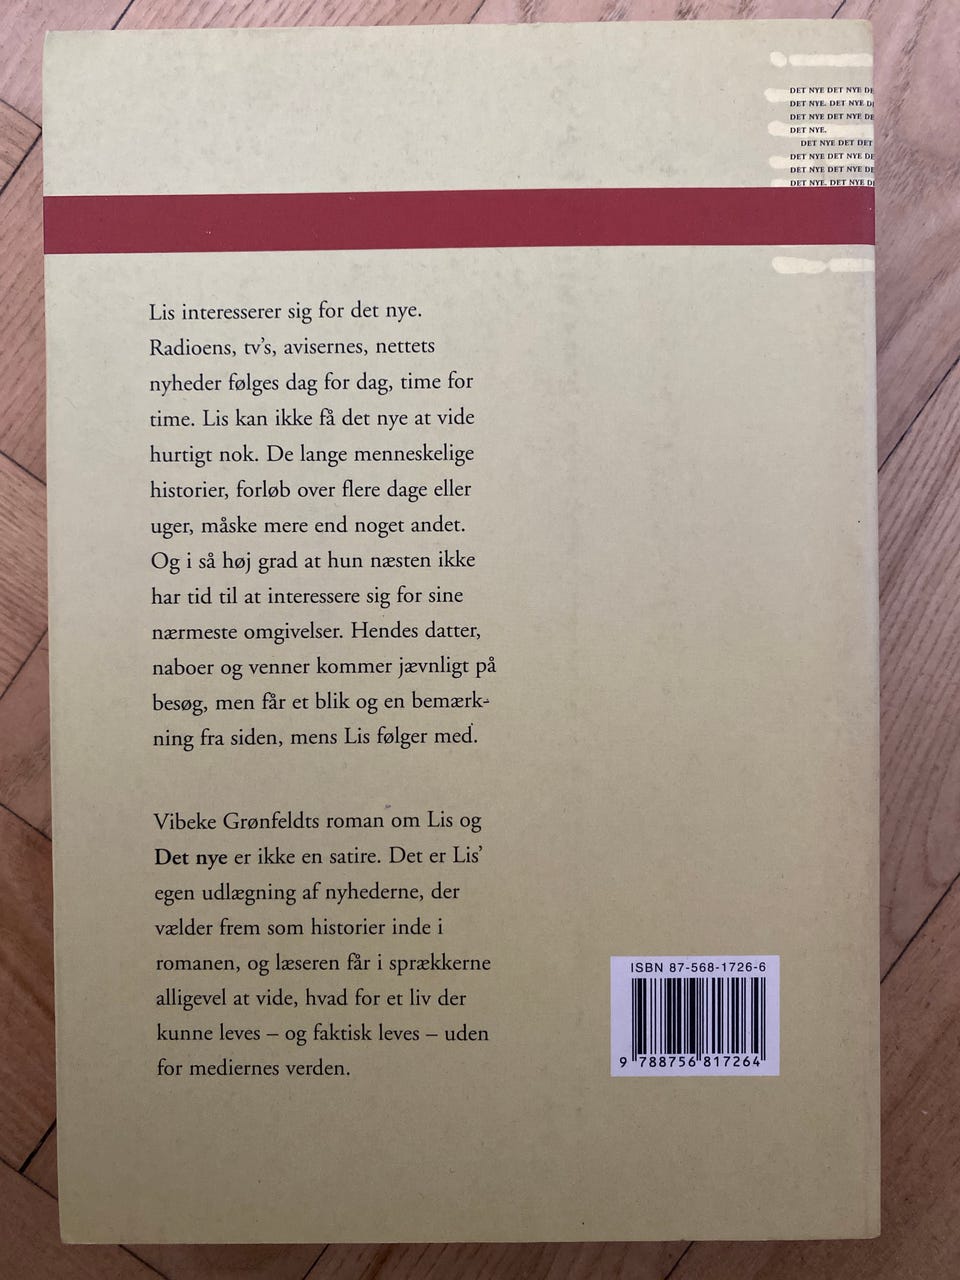 DET NYE DET NYE DE
DET NYE. DET NYE D
DET NYE DET NYE DE
DET NYE.
DET NYE DET DET
DET NYE DET NYE DE
DET NYE DET NYE DE
DET NYE. DET NYE D
Lis interesserer sig for det nye.
Radioens, tv's, avisernes, nettets
nyheder følges dag for dag, time for
time. Lis kan ikke få det nye at vide
hurtigt nok. De lange menneskelige
historier, forløb over flere dage eller
uger, måske mere end noget andet.
Og i så høj grad at hun næsten ikke
har tid til at interessere sig for sine
nærmeste omgivelser. Hendes datter,
naboer og venner kommer jævnligt på
besøg, men får et blik og en bemærk-
ning fra siden, mens Lis følger med.
Vibeke Grønfeldts roman om Lis og
Det nye er ikke en satire. Det er Lis'
egen udlægning af nyhederne, der
vælder frem som historier inde i
romanen, og læseren får i sprækkerne
alligevel at vide, hvad for et liv der
kunne leves – og faktisk leves – uden
for mediernes verden.
ISBN 87-568-1726-6
9 788756 817264